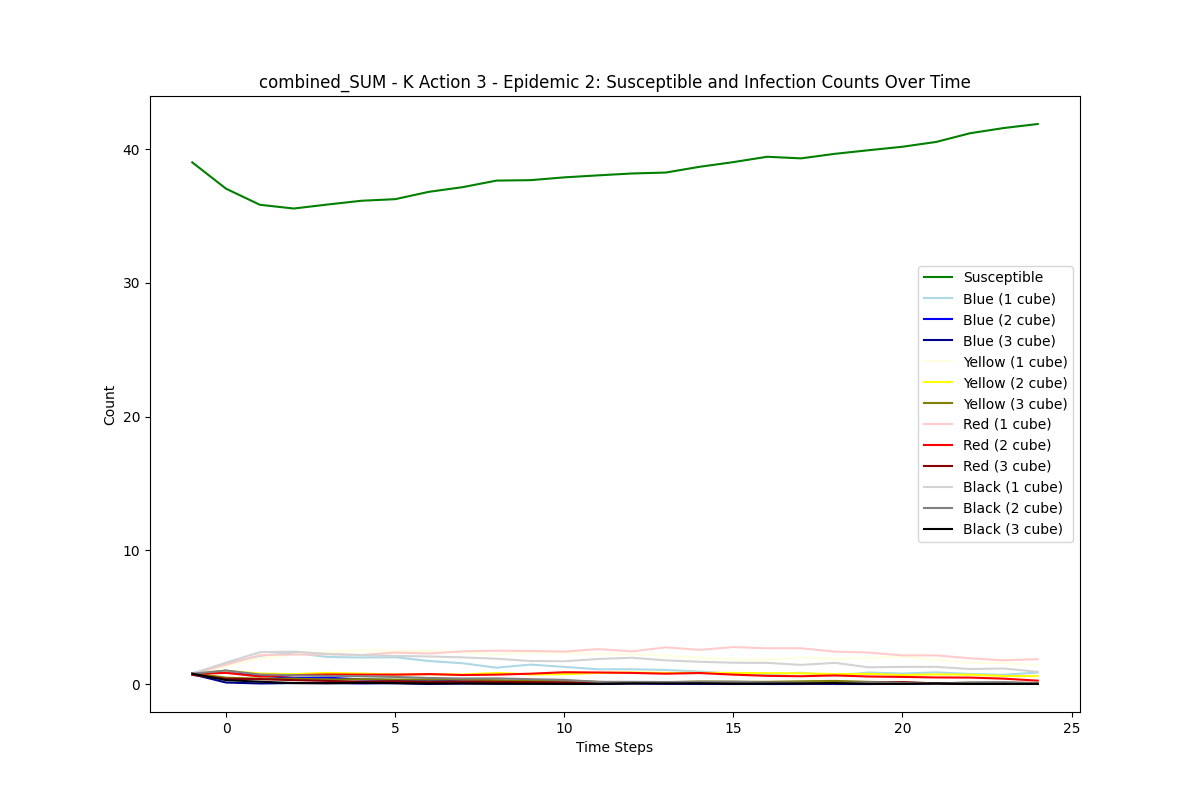 combined_SUM - K Action 3 - Epidemic 2: Susceptible and Infection Counts Over Time
Count
40
30
20
10
0
Susceptible
Blue (1 cube)
Blue (2 cube)
Blue (3 cube)
Yellow (1 cube)
Yellow (2 cube)
Yellow (3 cube)
Red (1 cube)
Red (2 cube)
Red (3 cube)
Black (1 cube)
Black (2 cube)
Black (3 cube)
0 5 10 15 20 25
Time Steps